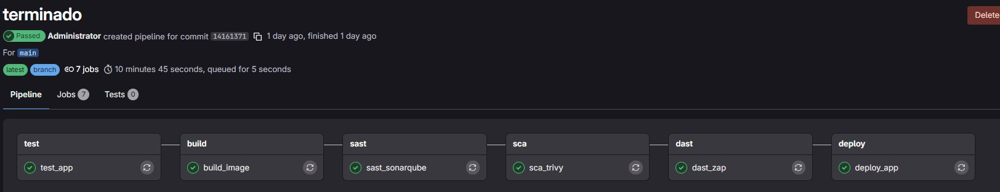 terminado
Delete
Passed Administrator created pipeline for commit 14161371 1 day ago, finished 1 day ago
For main
latest branch 7 jobs 10 minutes 45 seconds, queued for 5 seconds
Pipeline Jobs 7 Tests 0
test build sast sca dast deploy
test_app build_image sast_sonarqube sca_trivy dast_zap deploy_app